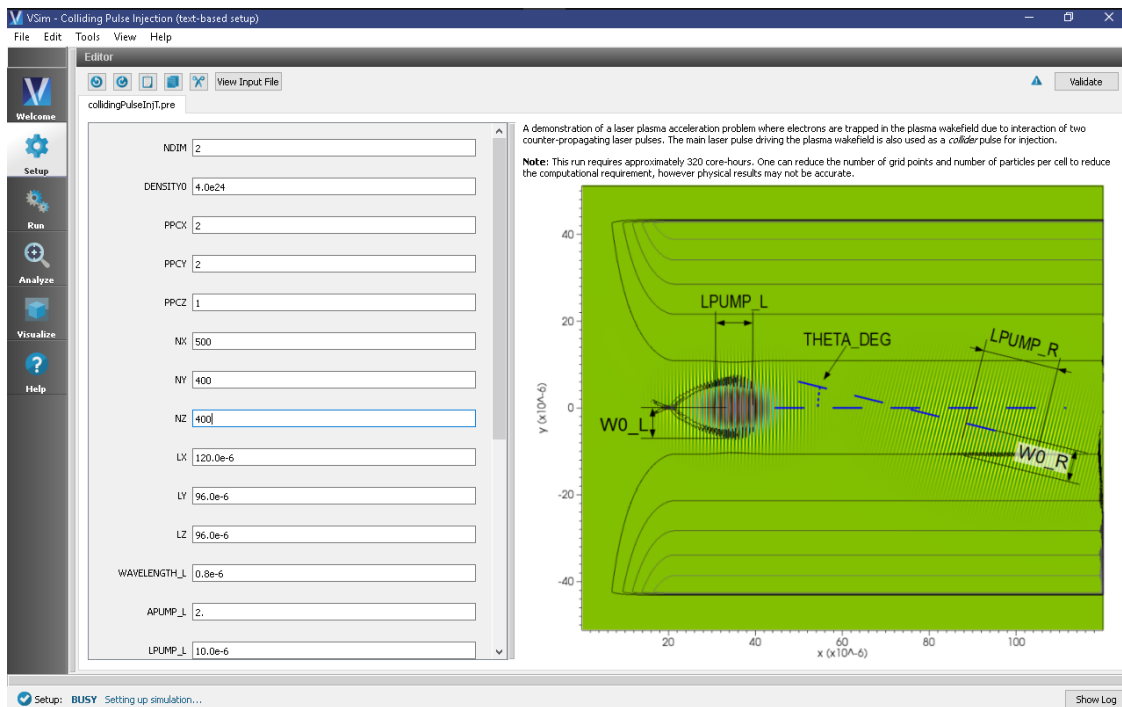 VSim - Colliding Pulse Injection (text-based setup)
File Edit Tools View Help
Editor
View Input File
Validate
collidingPulseInjT.pre
Welcome
Setup
Run
Analyze
Visualize
Help
NDIM 2
DENSITY0 4.0e24
PPCX 2
PPCY 2
PPCZ 1
NX 500
NY 400
NZ 400
LX 120.0e-6
LY 96.0e-6
LZ 96.0e-6
WAVELENGTH_L 0.8e-6
APUMP_L 2.
LPUMP_L 10.0e-6
A demonstration of a laser plasma acceleration problem where electrons are trapped in the plasma wakefield due to interaction of two
counter-propagating laser pulses. The main laser pulse driving the plasma wakefield is also used as a collider pulse for injection.
Note: This run requires approximately 320 core-hours. One can reduce the number of grid points and number of particles per cell to reduce
the computational requirement, however physical results may not be accurate.
40
20
0
-20
-40
y (x10^-6)
LPUMP_L
THETA_DEG
LPUMP_R
W0_L
W0_R
20 40 60 80 100
x (x10^-6)
Setup: BUSY Setting up simulation...
Show Log